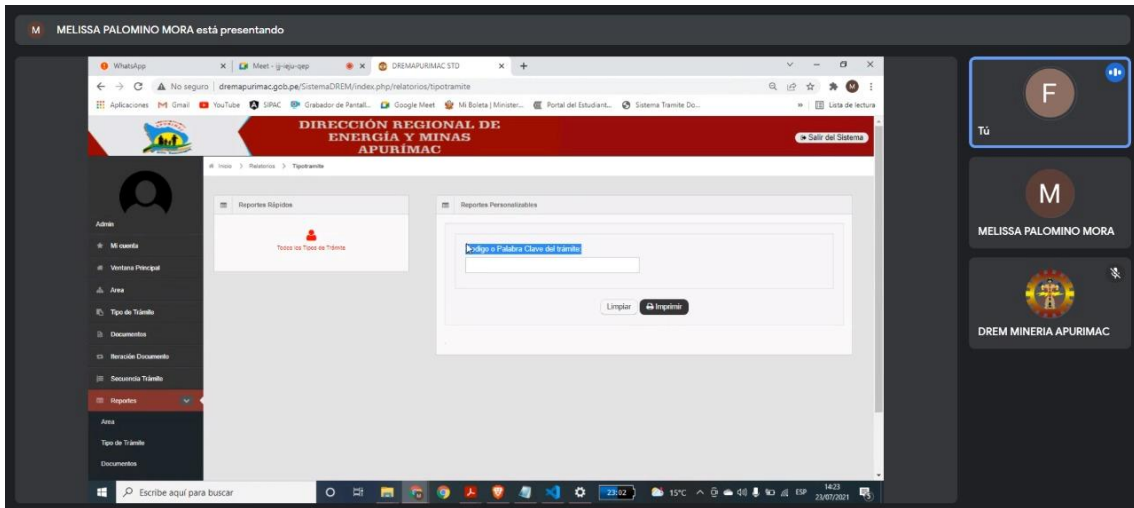 M MELISSA PALOMINO MORA está presentando
WhatsApp
Meet - ij-ieju-qep
DREMAPURIMAC STD
No seguro | dremapurimac.gob.pe/SistemaDREM/index.php/relatorios/tipotramite
Aplicaciones Gmail YouTube SIPAC Grabador de Pantall... Google Meet Mi Boleta | Minister... Portal del Estudiant... Sistema Tramite Do... » Lista de lectura
DIRECCIÓN REGIONAL DE
ENERGÍA Y MINAS
APURÍMAC
Salir del Sistema
Inicio > Relatorios > Tipotramite
Admin
Mi cuenta
Ventana Principal
Area
Tipo de Trámite
Documentos
Iteración Documento
Secuencia Trámite
Reportes
Area
Tipo de Trámite
Documentos
Reportes Rápidos
Todos los Tipos de Trámite
Reportes Personalizables
Código o Palabra Clave del trámite:
Limpiar Imprimir
Escribe aquí para buscar
23:02
15°C
ESP
14:23
23/07/2021
F
Tú
M
MELISSA PALOMINO MORA
DREM MINERIA APURIMAC